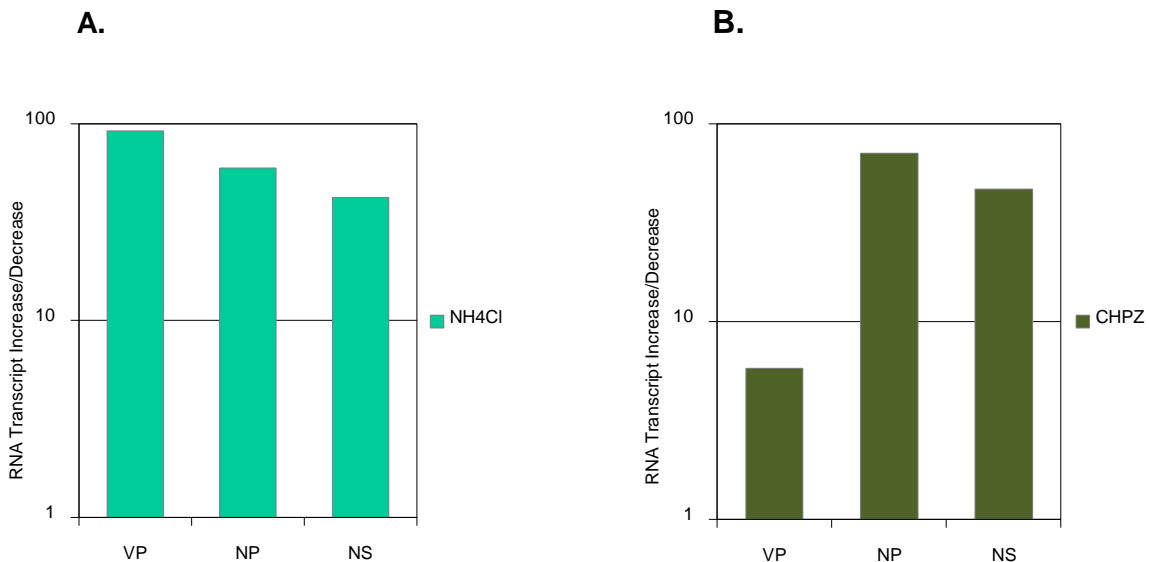 A.
RNA Transcript Increase/Decrease
100
10
1
VP NP NS
NH4Cl
B.
RNA Transcript Increase/Decrease
100
10
1
VP NP NS
CHPZ